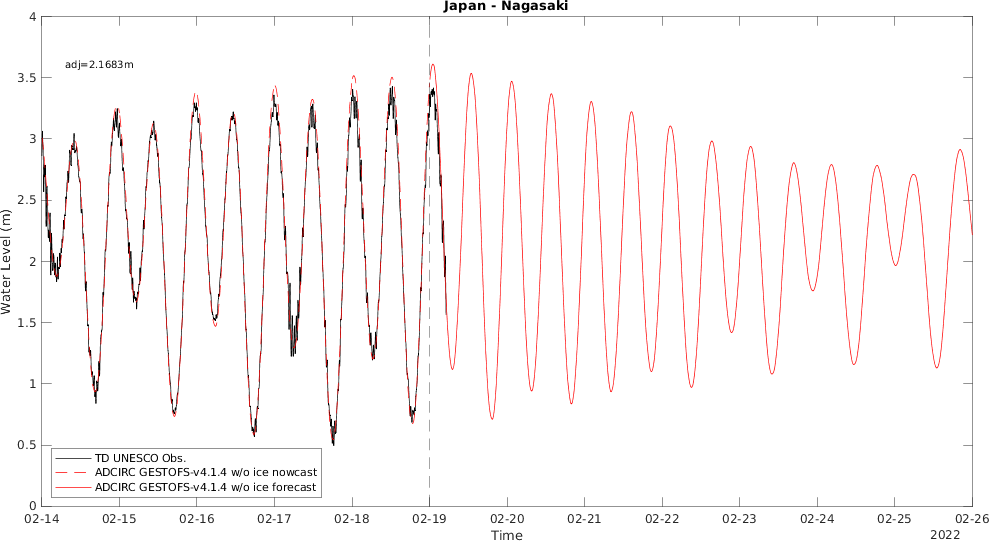 Japan - Nagasaki
adj=2.1683m
4
3.5
3
2.5
2
1.5
1
0.5
0
Water Level (m)
TD UNESCO Obs.
ADCIRC GESTOFS-v4.1.4 w/o ice nowcast
ADCIRC GESTOFS-v4.1.4 w/o ice forecast
02-14 02-15 02-16 02-17 02-18 02-19 02-20 02-21 02-22 02-23 02-24 02-25 02-26
Time
2022